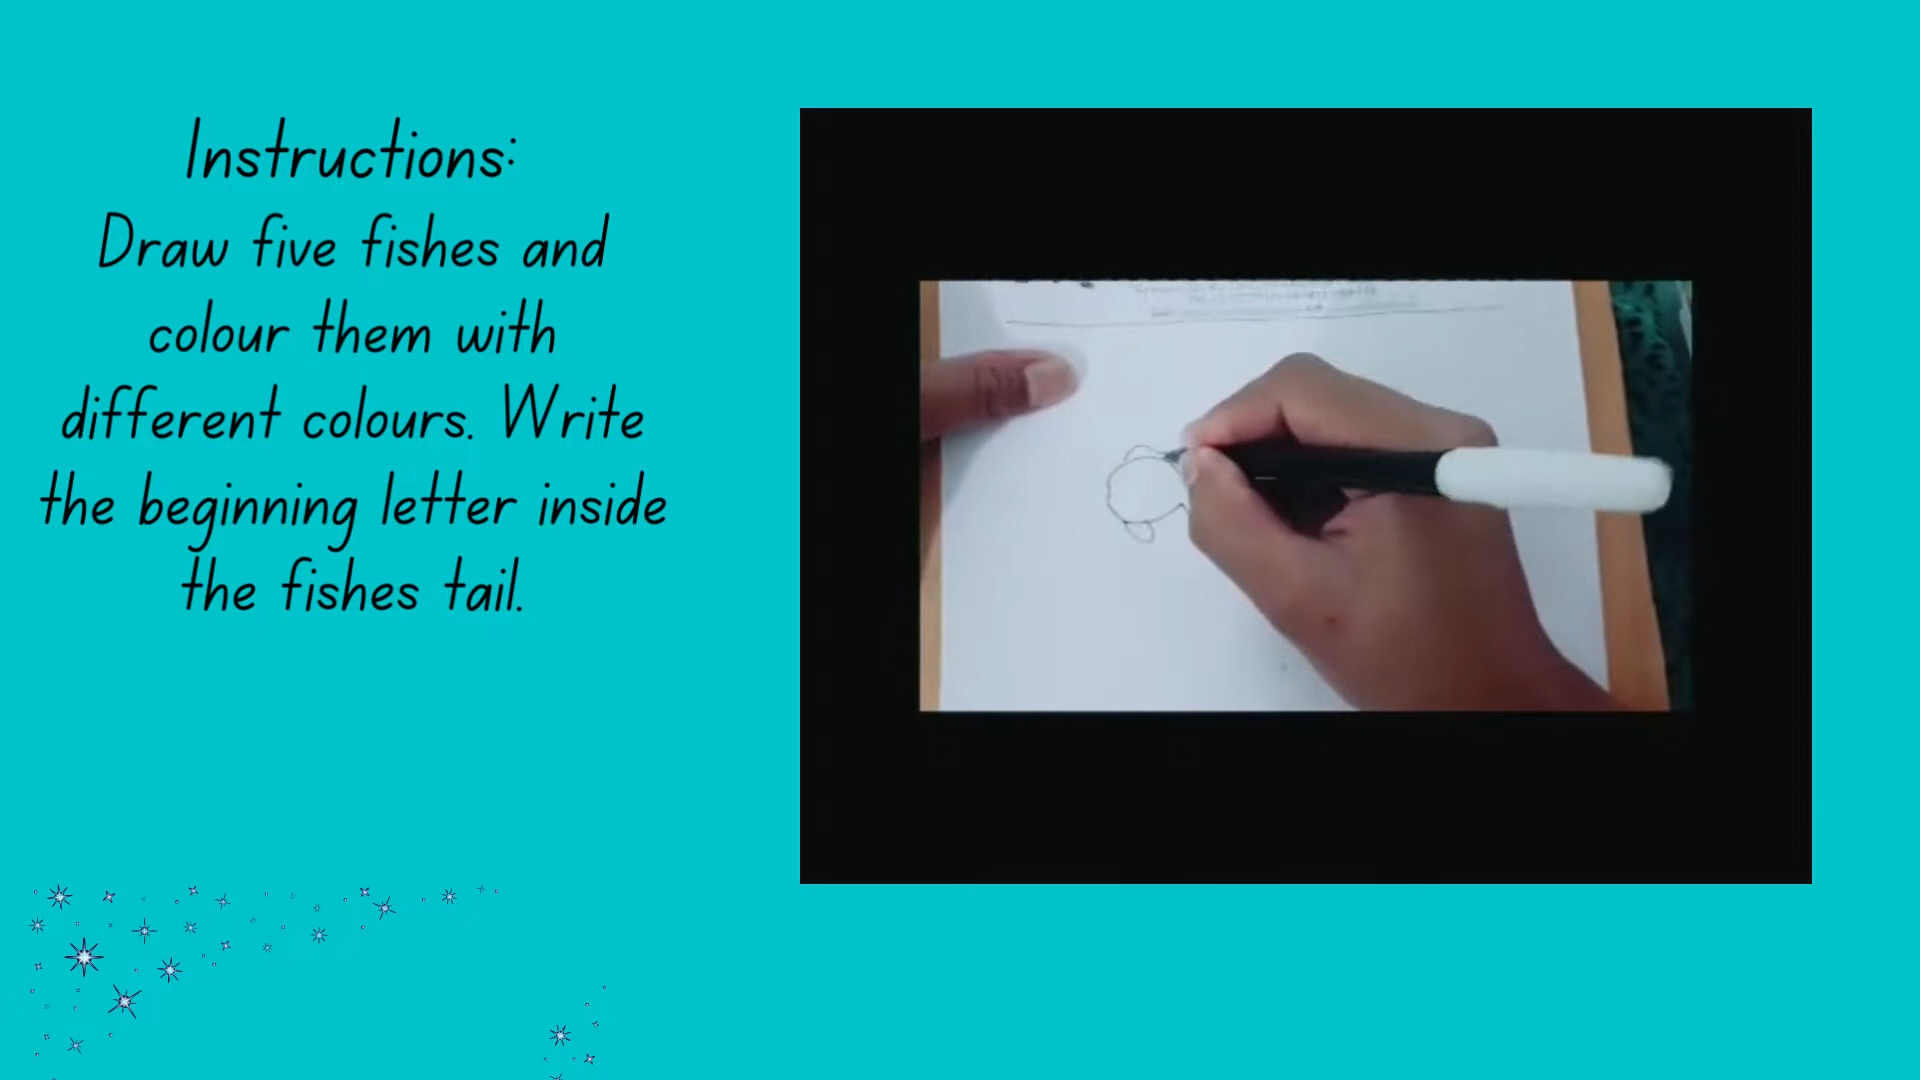 Instructions:
Draw five fishes and
colour them with
different colours. Write
the beginning letter inside
the fishes tail.